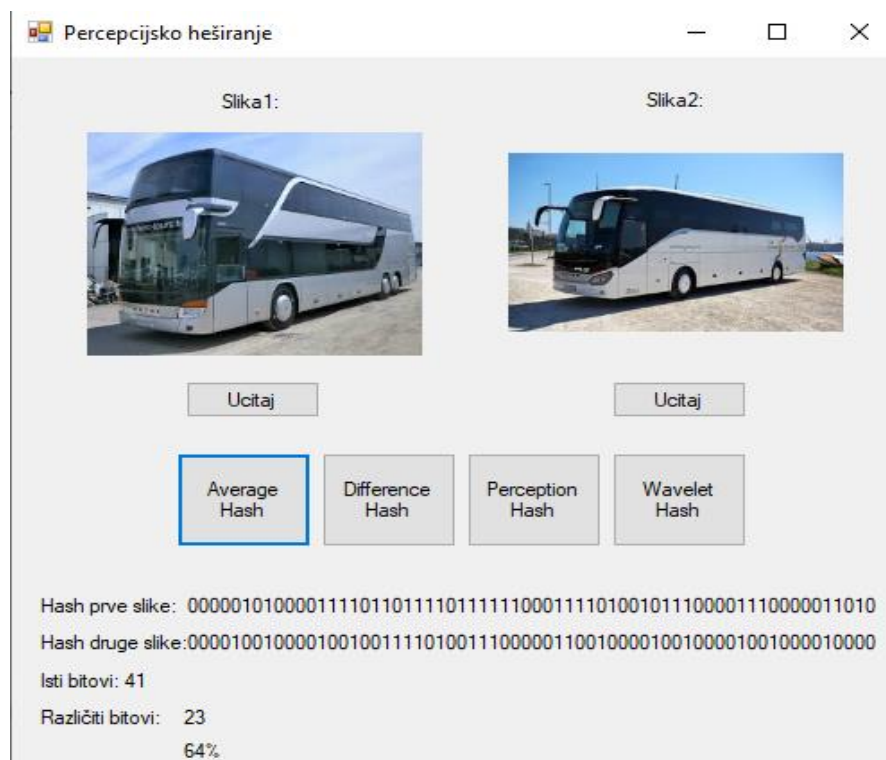 Percepcijsko heširanje
Slika1:
Slika2:
Ucitaj
Ucitaj
Average
Hash
Difference
Hash
Perception
Hash
Wavelet
Hash
Hash prve slike: 0000010100001111011011110111111000111101001011100001110000011010
Hash druge slike:0000100100001001001111010011100000110010000100100001001000010000
Isti bitovi: 41
Različiti bitovi: 23
64%